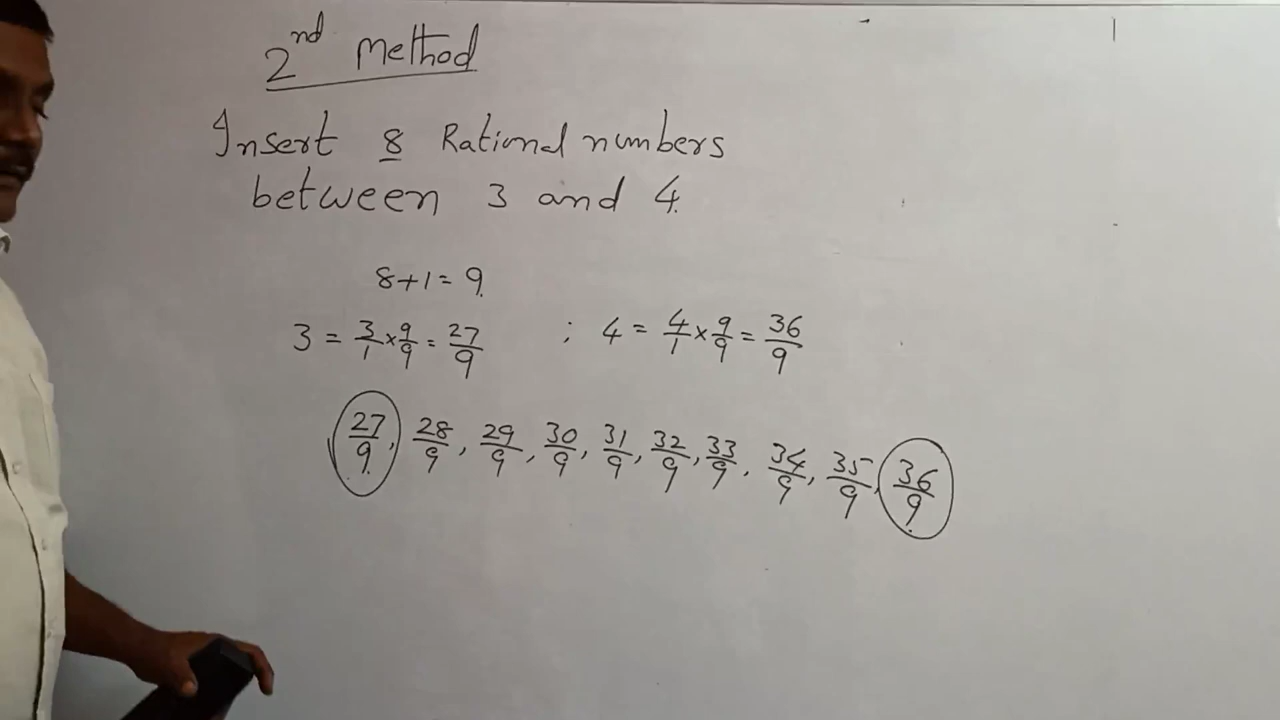 2nd Method
Insert 8 Rational numbers
between 3 and 4.
8+1=9.
3 = 3/1 × 9/9 = 27/9 ; 4 = 4/1 × 9/9 = 36/9
27/9, 28/9, 29/9, 30/9, 31/9, 32/9, 33/9, 34/9, 35/9, 36/9